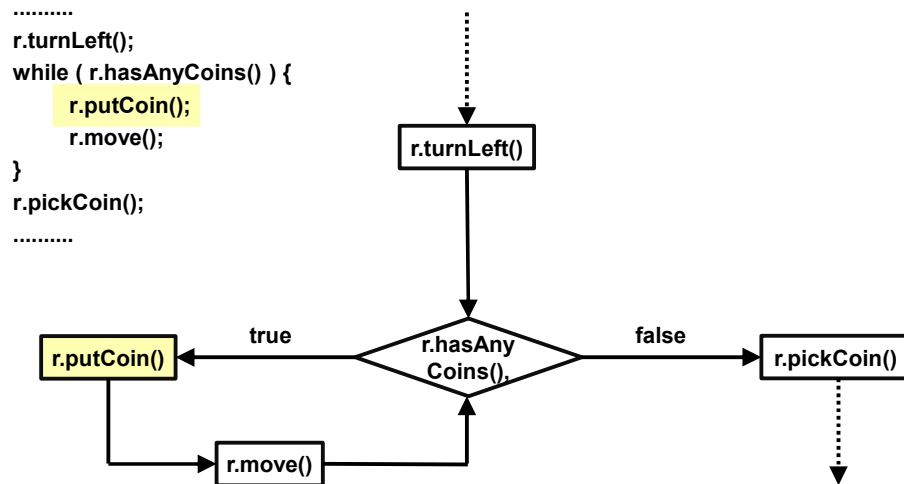 ..........
r.turnLeft();
while ( r.hasAnyCoins() ) {
r.putCoin();
r.move();
}
r.pickCoin();
..........
r.turnLeft()
true
false
r.putCoin()
r.hasAny
Coins(),
r.pickCoin()
r.move()